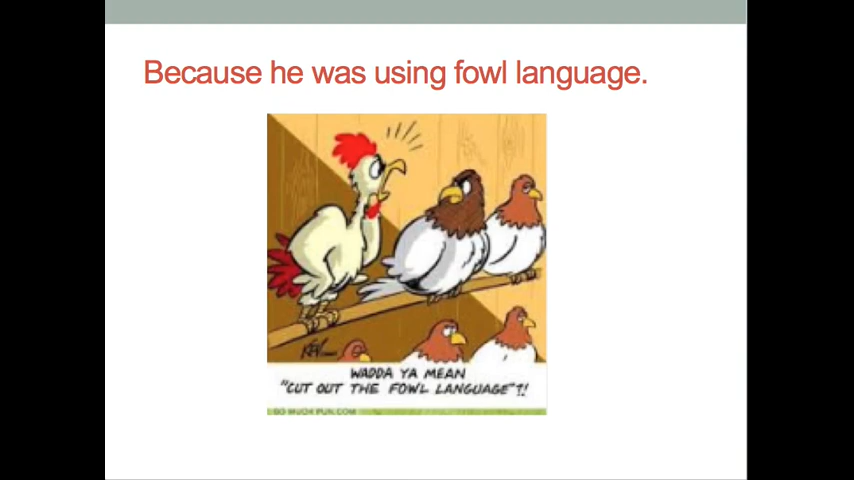 Because he was using fowl language.
WADDA YA MEAN
"CUT OUT THE FOWL LANGUAGE"?!
SO MUCH PUN.COM